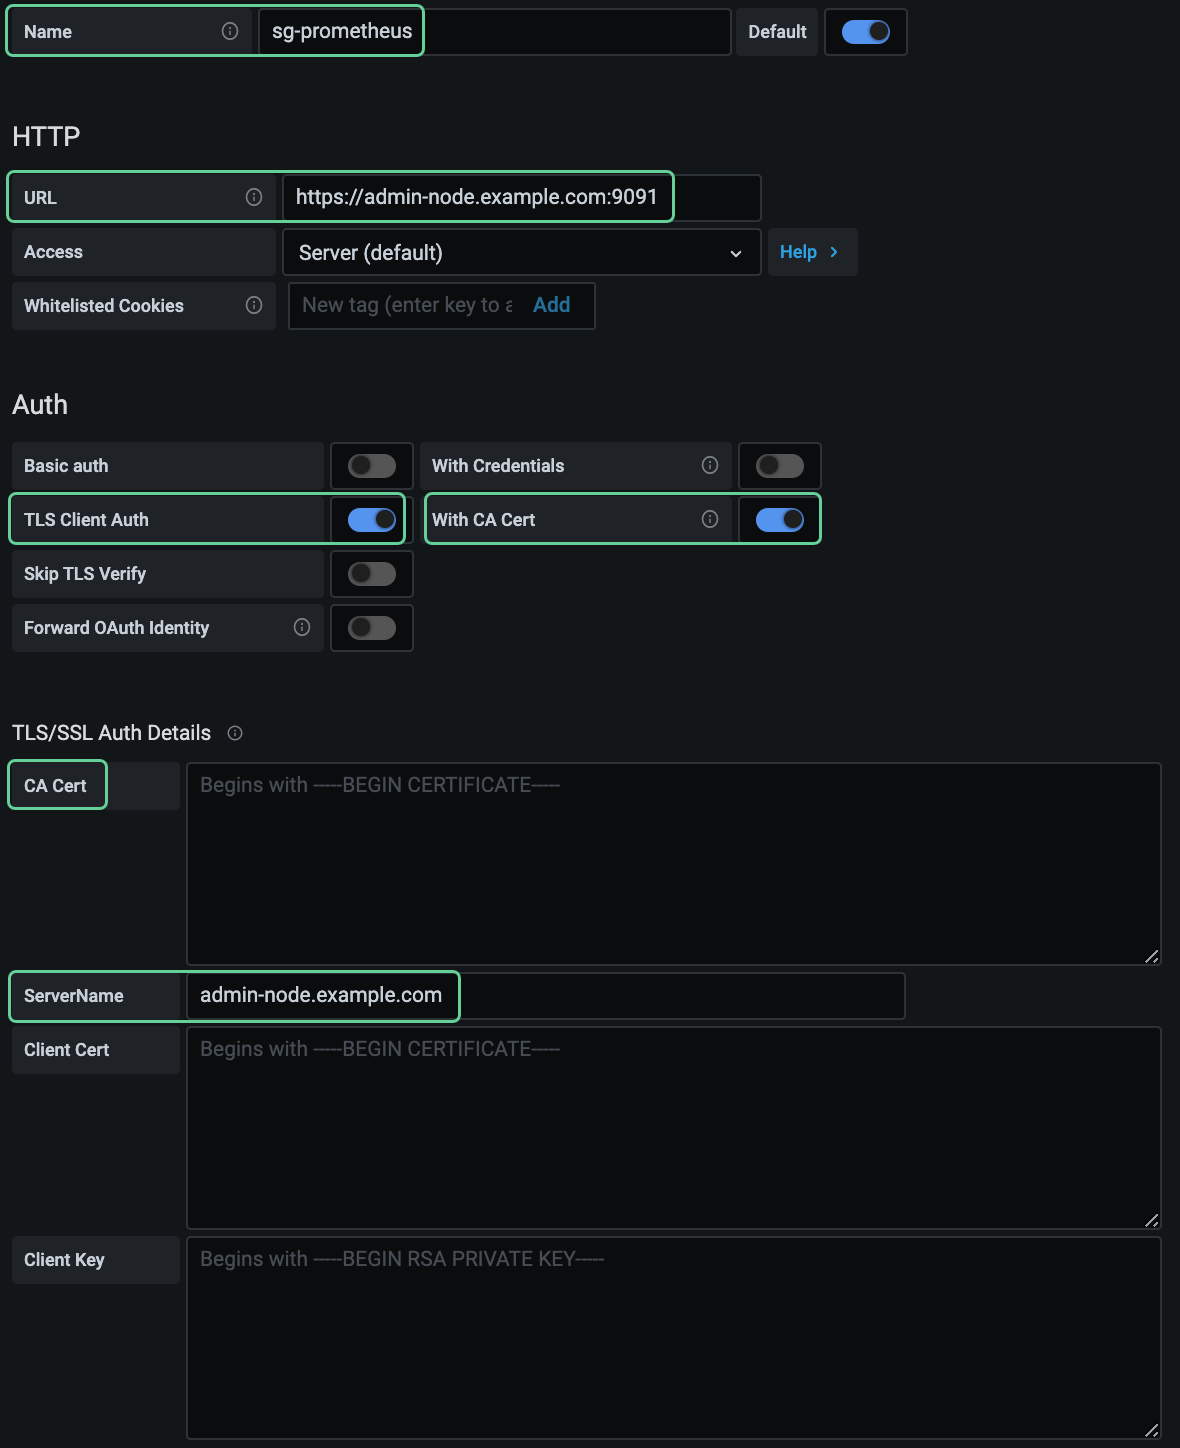 Name sg-prometheus Default
HTTP
URL https://admin-node.example.com:9091
Access Server (default) Help
Whitelisted Cookies New tag (enter key to a Add
Auth
Basic auth With Credentials
TLS Client Auth With CA Cert
Skip TLS Verify
Forward OAuth Identity
TLS/SSL Auth Details
CA Cert Begins with -----BEGIN CERTIFICATE-----
ServerName admin-node.example.com
Client Cert Begins with -----BEGIN CERTIFICATE-----
Client Key Begins with -----BEGIN RSA PRIVATE KEY-----